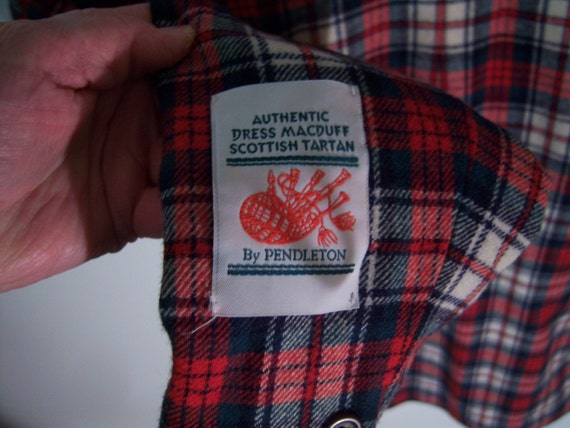 AUTHENTIC
DRESS MACDUFF
SCOTTISH TARTAN
By PENDLETON